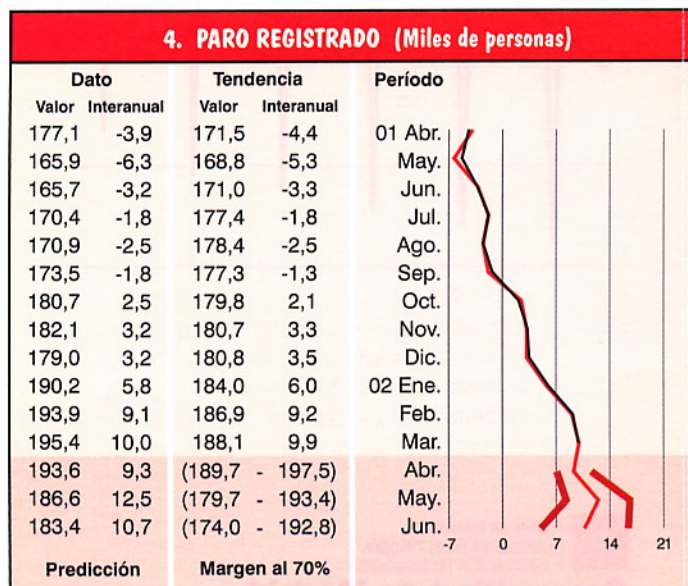 4. PARO REGISTRADO (Miles de personas)
Dato Tendencia Período
Valor Interanual Valor Interanual
177,1 -3,9 171,5 -4,4 01 Abr.
165,9 -6,3 168,8 -5,3 May.
165,7 -3,2 171,0 -3,3 Jun.
170,4 -1,8 177,4 -1,8 Jul.
170,9 -2,5 178,4 -2,5 Ago.
173,5 -1,8 177,3 -1,3 Sep.
180,7 2,5 179,8 2,1 Oct.
182,1 3,2 180,7 3,3 Nov.
179,0 3,2 180,8 3,5 Dic.
190,2 5,8 184,0 6,0 02 Ene.
193,9 9,1 186,9 9,2 Feb.
195,4 10,0 188,1 9,9 Mar.
193,6 9,3 (189,7 - 197,5) Abr.
186,6 12,5 (179,7 - 193,4) May.
183,4 10,7 (174,0 - 192,8) Jun.
-7 0 7 14 21
Predicción Margen al 70%